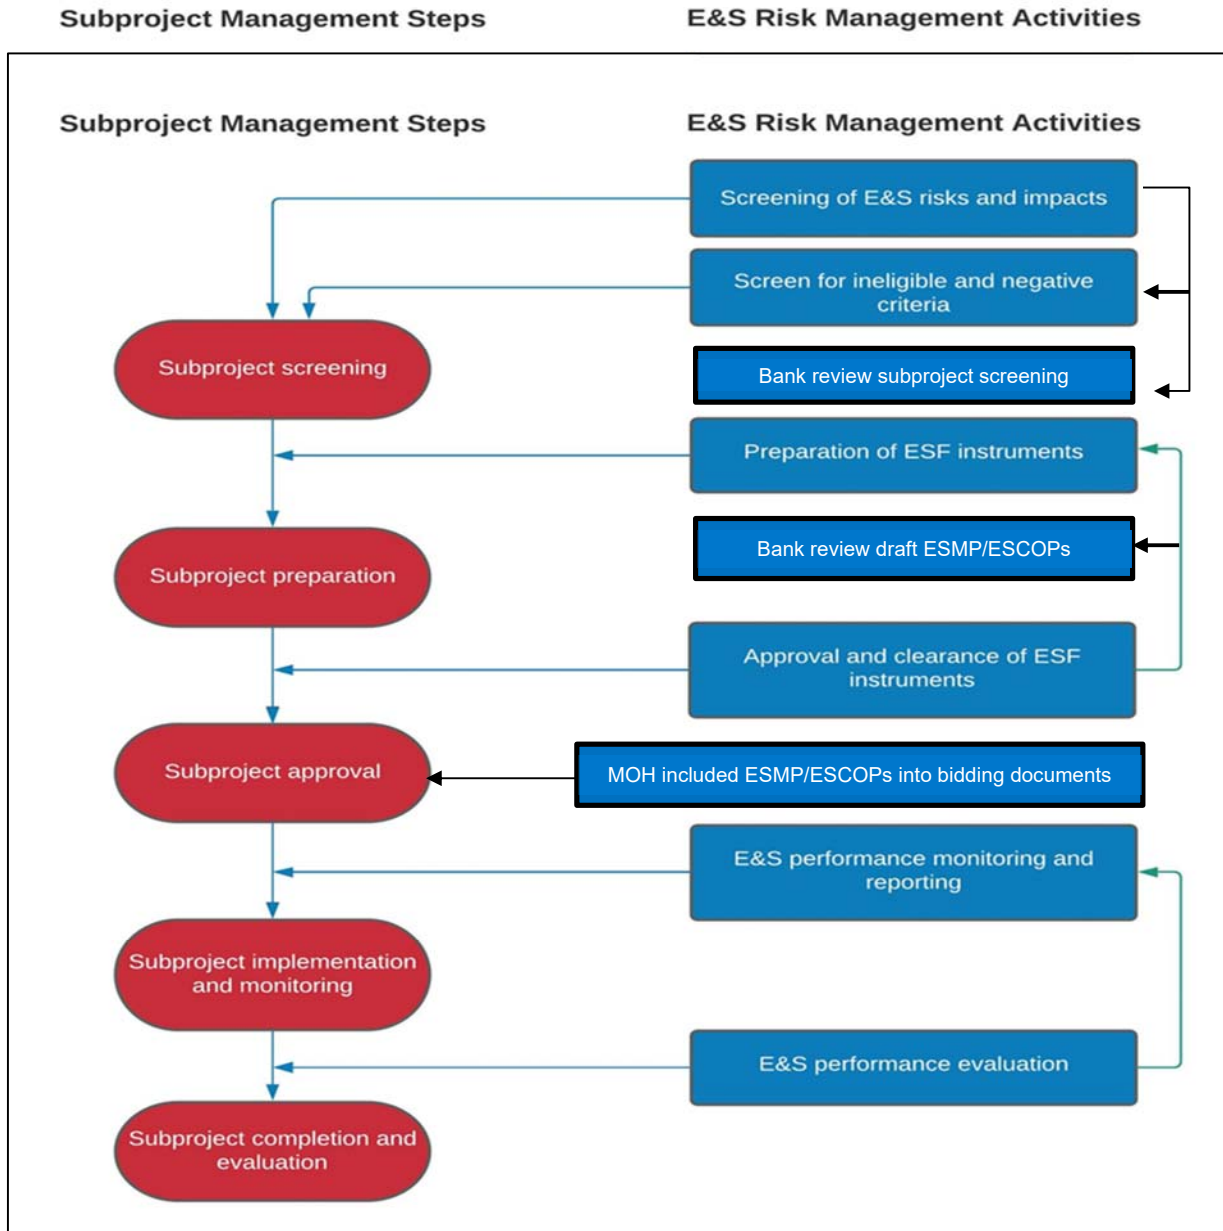 Subproject Management Steps
E&S Risk Management Activities
Subproject Management Steps
E&S Risk Management Activities
Screening of E&S risks and impacts
Screen for ineligible and negative
criteria
Subproject screening
Bank review subproject screening
Preparation of ESF instruments
Bank review draft ESMP/ESCOPs
Subproject preparation
Approval and clearance of ESF
instruments
Subproject approval
MOH included ESMP/ESCOPs into bidding documents
E&S performance monitoring and
reporting
Subproject implementation
and monitoring
E&S performance evaluation
Subproject completion and
evaluation